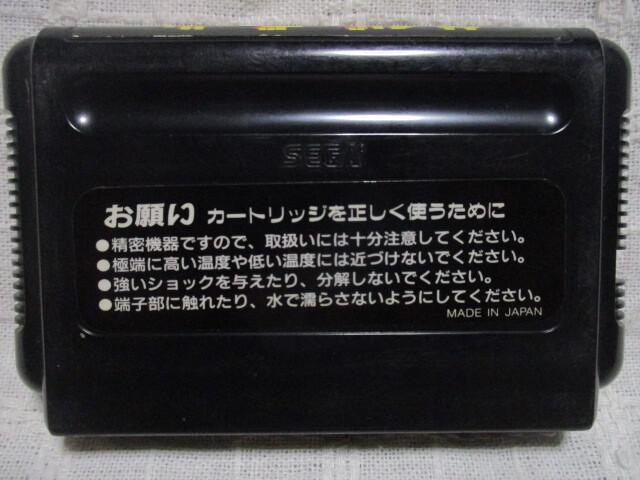 SEGA
お願い カートリッジを正しく使うために
●精密機器ですので、取扱いには十分注意してください。
●極端に高い温度や低い温度には近づけないでください。
●強いショックを与えたり、分解しないでください。
●端子部に触れたり、水で濡らさないようにしてください。
MADE IN JAPAN